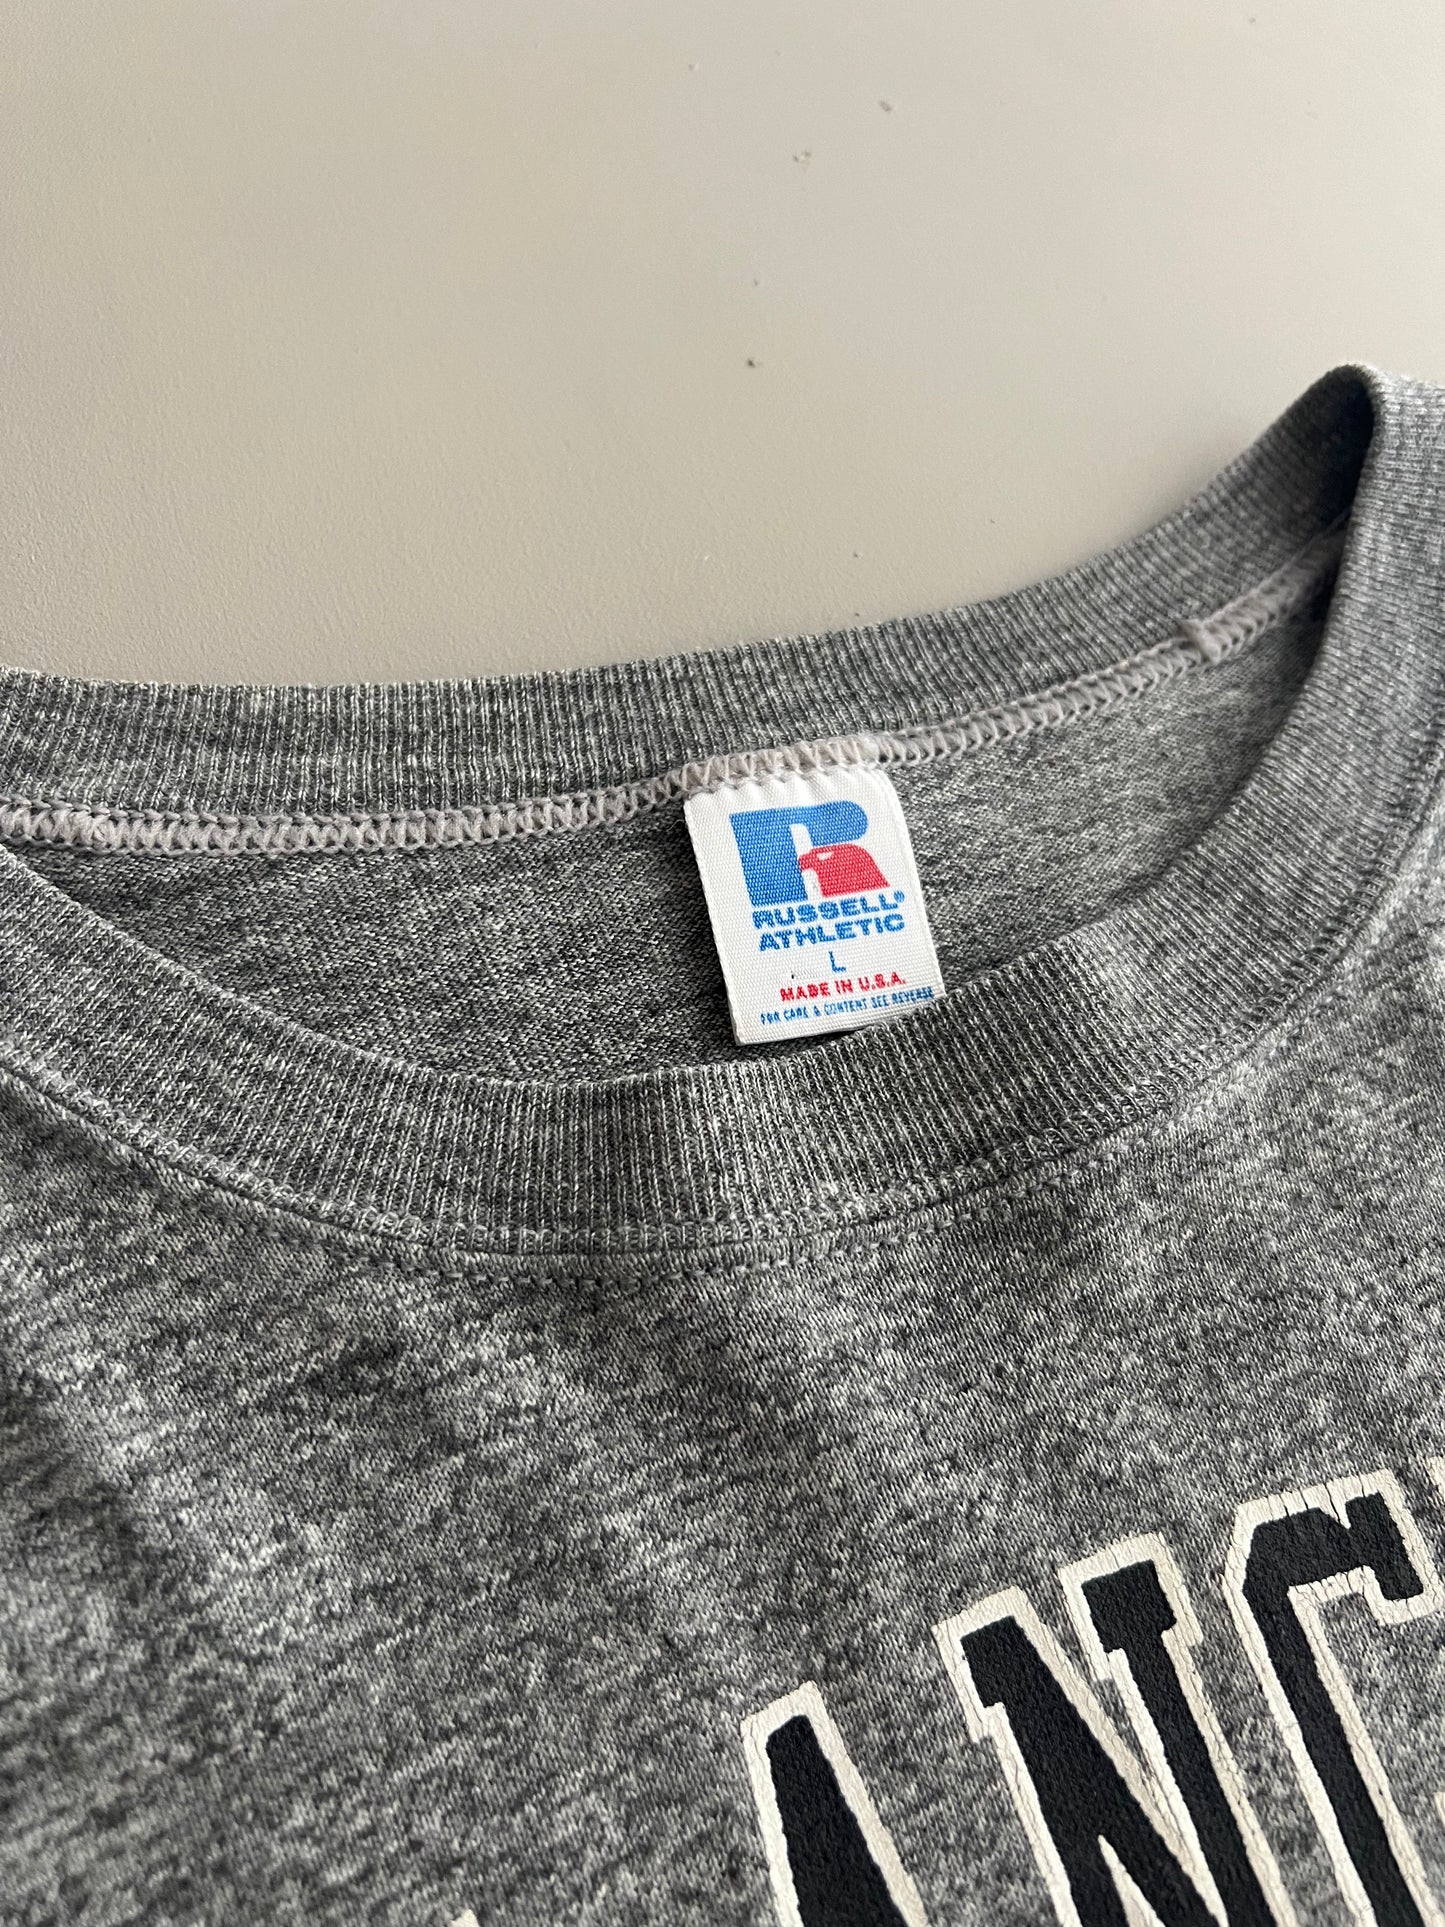 RUSSELL®
ATHLETIC
L
MADE IN U.S.A.
FOR CARE & CONTENT SEE REVERSE
ANC